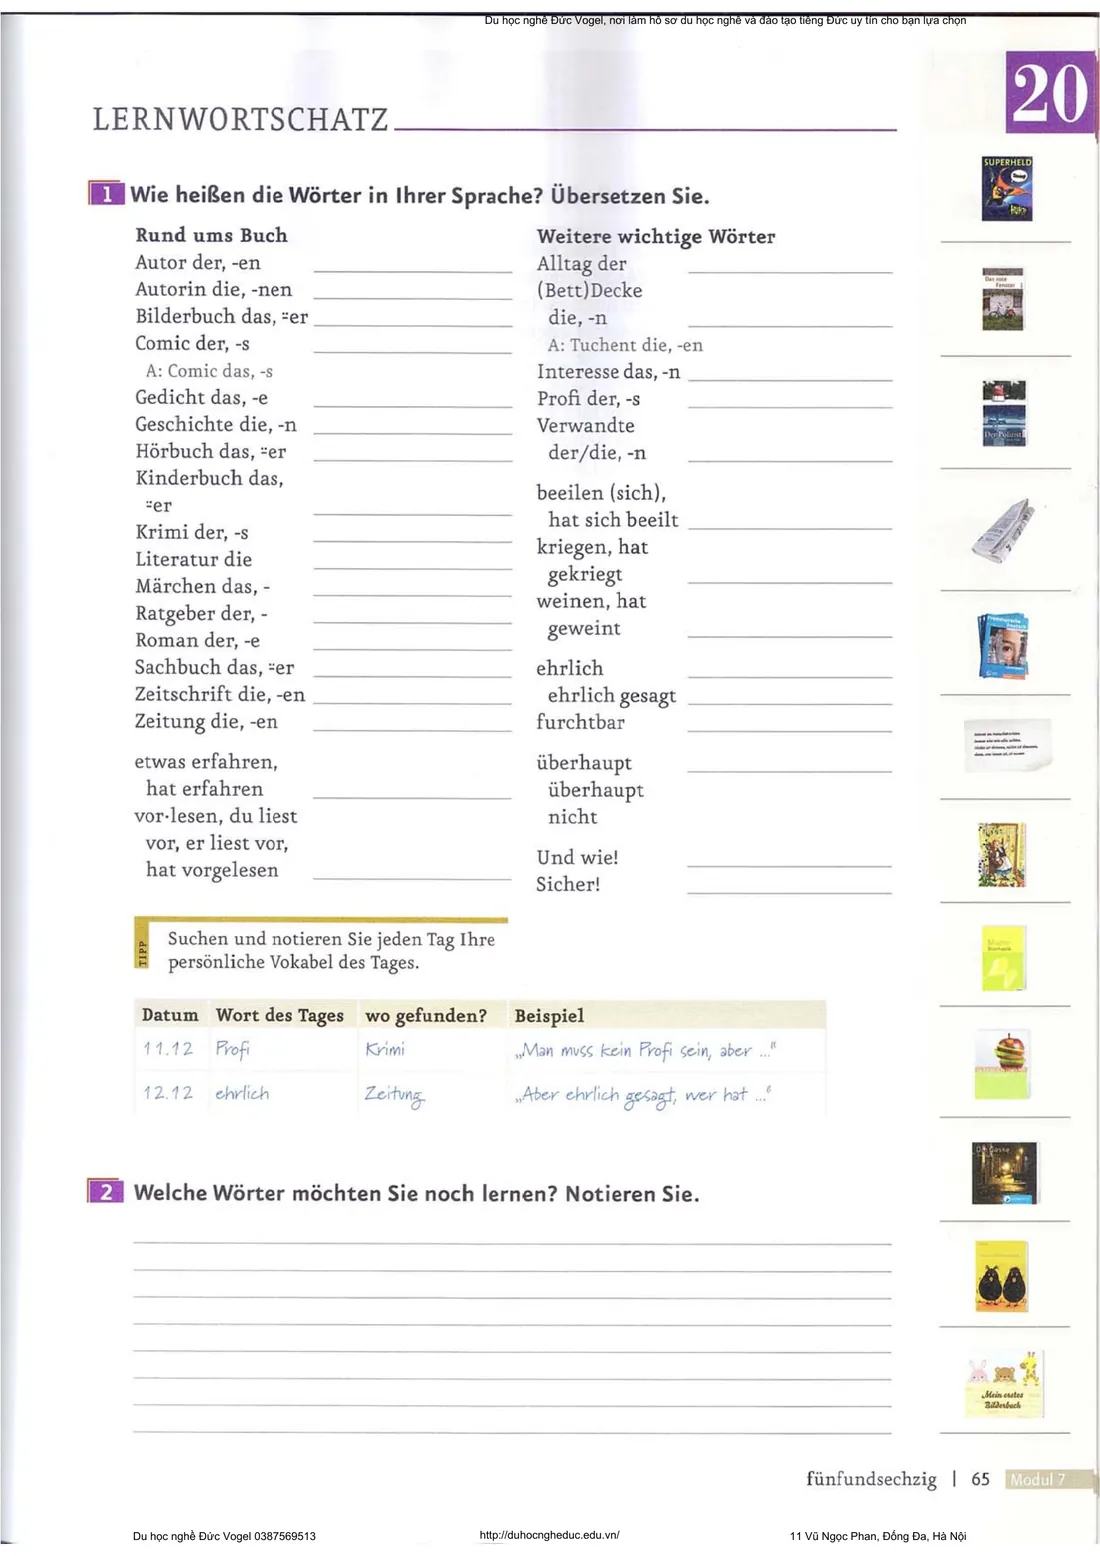 Du học nghề Đức Vogel, nơi làm hồ sơ du học nghề và đào tạo tiếng Đức uy tín cho bạn lựa chọn
20
LERNWORTSCHATZ
1 Wie heißen die Wörter in Ihrer Sprache? Übersetzen Sie.
Rund ums Buch
Autor der, -en
Autorin die, -nen
Bilderbuch das, ⸚er
Comic der, -s
A: Comic das, -s
Gedicht das, -e
Geschichte die, -n
Hörbuch das, ⸚er
Kinderbuch das,
⸚er
Krimi der, -s
Literatur die
Märchen das, -
Ratgeber der, -
Roman der, -e
Sachbuch das, ⸚er
Zeitschrift die, -en
Zeitung die, -en
etwas erfahren,
hat erfahren
vor·lesen, du liest
vor, er liest vor,
hat vorgelesen
Weitere wichtige Wörter
Alltag der
(Bett)Decke
die, -n
A: Tuchent die, -en
Interesse das, -n
Profi der, -s
Verwandte
der/die, -n
beeilen (sich),
hat sich beeilt
kriegen, hat
gekriegt
weinen, hat
geweint
ehrlich
ehrlich gesagt
furchtbar
überhaupt
überhaupt
nicht
Und wie!
Sicher!
TIPP
Suchen und notieren Sie jeden Tag Ihre
persönliche Vokabel des Tages.
Datum Wort des Tages wo gefunden? Beispiel
11.12 Profi Krimi „Man muss kein Profi sein, aber ..."
12.12 ehrlich Zeitung „Aber ehrlich gesagt, wer hat ..."
2 Welche Wörter möchten Sie noch lernen? Notieren Sie.
SUPERHELD
Das rote
Fenster
Der Polizist
Mein erstes
Bilderbuch
fünfundsechzig | 65 Modul 7
Du học nghề Đức Vogel 0387569513
http://duhocngheduc.edu.vn/
11 Vũ Ngọc Phan, Đống Đa, Hà Nội